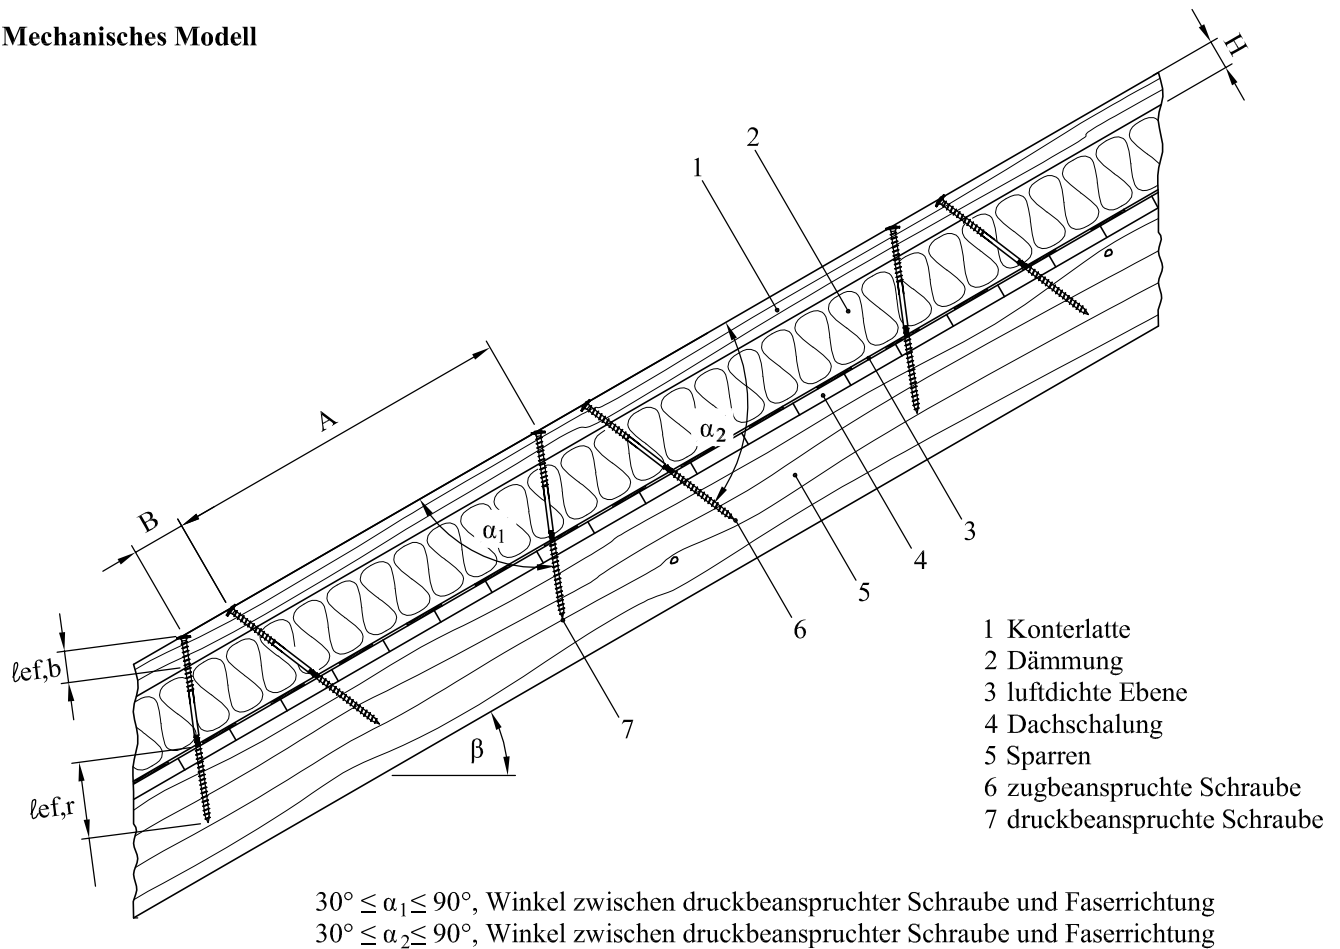 Mechanisches Modell
H
2
1
A
α2
B
α1
3
4
5
6
ℓef,b
7
β
ℓef,r
1 Konterlatte
2 Dämmung
3 luftdichte Ebene
4 Dachschalung
5 Sparren
6 zugbeanspruchte Schraube
7 druckbeanspruchte Schraube
30° ≤ α1≤ 90°, Winkel zwischen druckbeanspruchter Schraube und Faserrichtung
30° ≤ α2≤ 90°, Winkel zwischen druckbeanspruchter Schraube und Faserrichtung